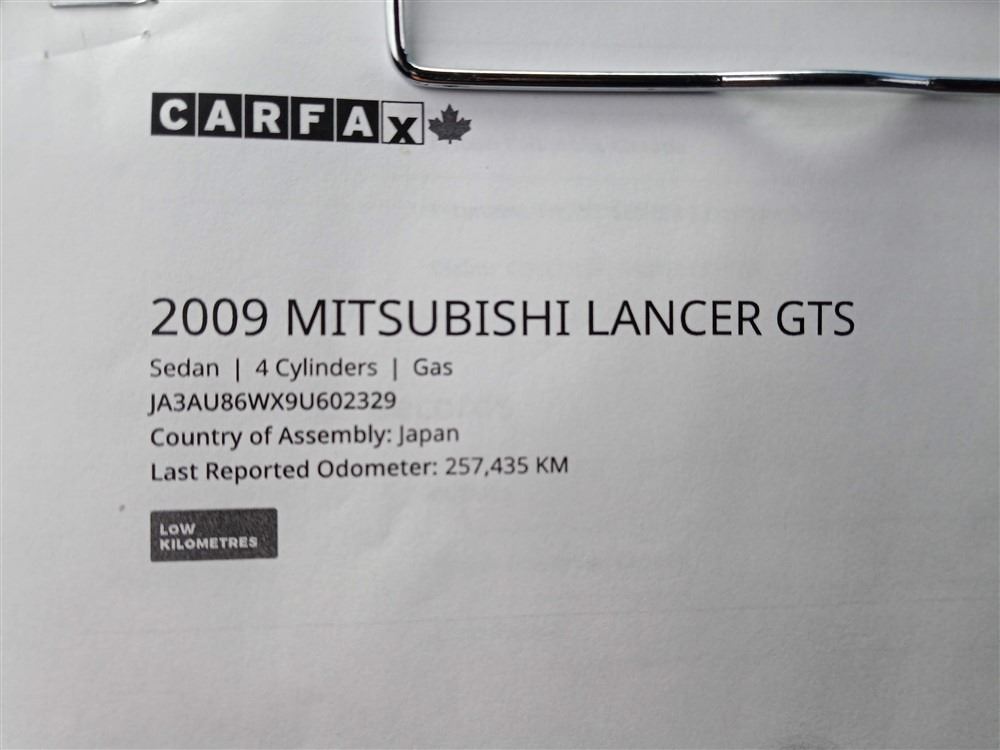 CARFAX
2009 MITSUBISHI LANCER GTS
Sedan | 4 Cylinders | Gas
JA3AU86WX9U602329
Country of Assembly: Japan
Last Reported Odometer: 257,435 KM
LOW
KILOMETRES